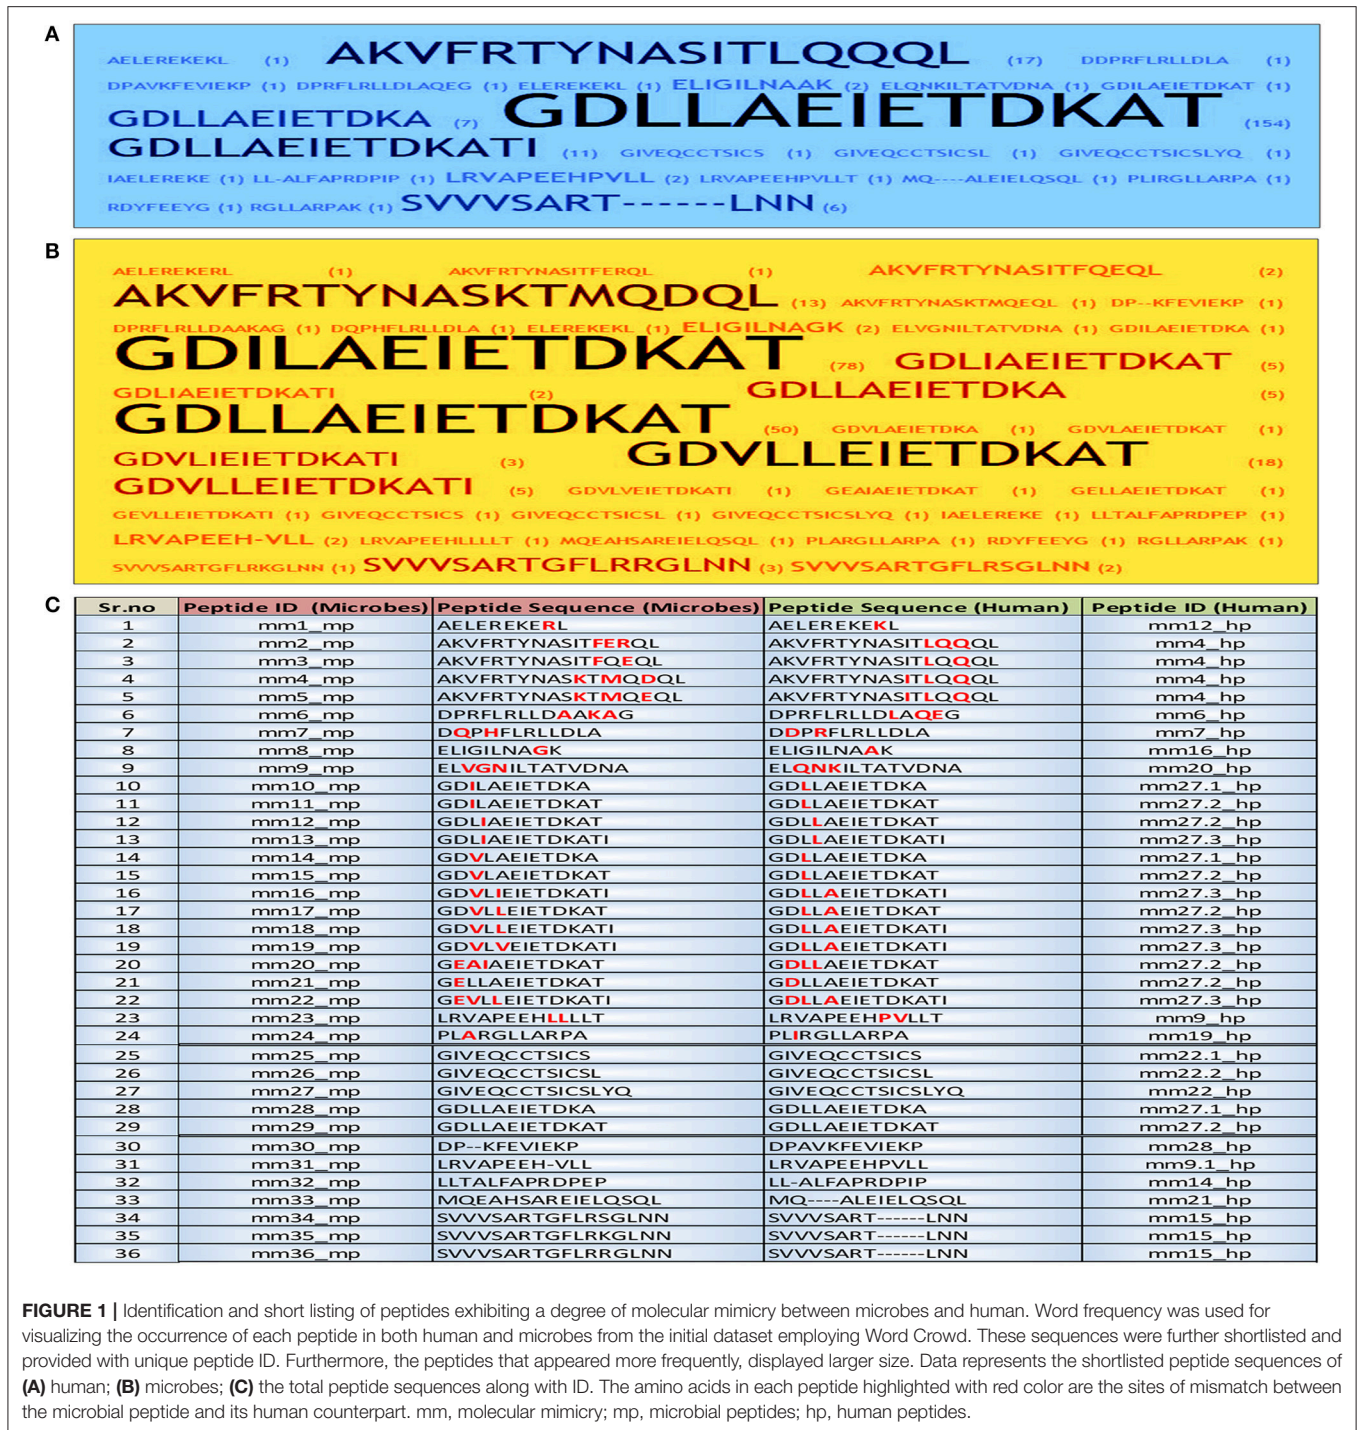 A
AELEREKEKL (1) AKVFRTYNASITLQQQL (17) DDPRFLRLLDLA (1)
DPAVKFEVIEKP (1) DPRFLRLLDLAQEG (1) ELEREKEKL (1) ELIGILNAAK (2) ELQNKILTATVDNA (1) GDILAEIETDKAT (1)
GDLLAEIETDKA (7) GDLLAEIETDKAT (154)
GDLLAEIETDKATI (11) GIVEQCCTSICS (1) GIVEQCCTSICSL (1) GIVEQCCTSICSLYQ (1)
IAELEREKE (1) LL-ALFAPRDPIP (1) LRVAPEEHPVLL (2) LRVAPEEHPVLLT (1) MQ----ALEIELQSQL (1) PLIRGLLARPA (1)
RDYFEEYG (1) RGLLARPAK (1) SVVVSART------LNN (6)
B
AELEREKERL (1) AKVFRTYNASITFERQL (1) AKVFRTYNASITFQEQL (2)
AKVFRTYNASKTMQDQL (13) AKVFRTYNASKTMQEQL (1) DP--KFEVIEKP (1)
DPRFLRLLDAAKAG (1) DQPHFLRLLDLA (1) ELEREKEKL (1) ELIGILNAGK (2) ELVGNILTATVDNA (1) GDILAEIETDKA (1)
GDILAEIETDKAT (78) GDLIAEIETDKAT (5)
GDLIAEIETDKATI (2) GDLLAEIETDKA (5)
GDLLAEIETDKAT (50) GDVLAEIETDKA (1) GDVLAEIETDKAT (1)
GDVLIEIETDKATI (3) GDVLLEIETDKAT (18)
GDVLLEIETDKATI (5) GDVLVEIETDKATI (1) GEAIAEIETDKAT (1) GELLAEIETDKAT (1)
GEVLLEIETDKATI (1) GIVEQCCTSICS (1) GIVEQCCTSICSL (1) GIVEQCCTSICSLYQ (1) IAELEREKE (1) LLTALFAPRDPEP (1)
LRVAPEEH-VLL (2) LRVAPEEHLLLLT (1) MQEAHSAREIELQSQL (1) PLARGLLARPA (1) RDYFEEYG (1) RGLLARPAK (1)
SVVVSARTGFLRKGLNN (1) SVVVSARTGFLRRGLNN (3) SVVVSARTGFLRSGLNN (2)
C
Sr.no Peptide ID (Microbes) Peptide Sequence (Microbes) Peptide Sequence (Human) Peptide ID (Human)
1 mm1_mp AELEREKERL AELEREKEKL mm12_hp
2 mm2_mp AKVFRTYNASITFERQL AKVFRTYNASITLQQQL mm4_hp
3 mm3_mp AKVFRTYNASITFQEQL AKVFRTYNASITLQQQL mm4_hp
4 mm4_mp AKVFRTYNASKTMQDQL AKVFRTYNASITLQQQL mm4_hp
5 mm5_mp AKVFRTYNASKTMQEQL AKVFRTYNASITLQQQL mm4_hp
6 mm6_mp DPRFLRLLDAAKAG DPRFLRLLDLAQEG mm6_hp
7 mm7_mp DQPHFLRLLDLA DDPRFLRLLDLA mm7_hp
8 mm8_mp ELIGILNAGK ELIGILNAAK mm16_hp
9 mm9_mp ELVGNILTATVDNA ELQNKILTATVDNA mm20_hp
10 mm10_mp GDILAEIETDKA GDLLAEIETDKA mm27.1_hp
11 mm11_mp GDILAEIETDKAT GDLLAEIETDKAT mm27.2_hp
12 mm12_mp GDLIAEIETDKAT GDLLAEIETDKAT mm27.2_hp
13 mm13_mp GDLIAEIETDKATI GDLLAEIETDKATI mm27.3_hp
14 mm14_mp GDVLAEIETDKA GDLLAEIETDKA mm27.1_hp
15 mm15_mp GDVLAEIETDKAT GDLLAEIETDKAT mm27.2_hp
16 mm16_mp GDVLIEIETDKATI GDLLAEIETDKATI mm27.3_hp
17 mm17_mp GDVLLEIETDKAT GDLLAEIETDKAT mm27.2_hp
18 mm18_mp GDVLLEIETDKATI GDLLAEIETDKATI mm27.3_hp
19 mm19_mp GDVLVEIETDKATI GDLLAEIETDKATI mm27.3_hp
20 mm20_mp GEAIAEIETDKAT GDLLAEIETDKAT mm27.2_hp
21 mm21_mp GELLAEIETDKAT GDLLAEIETDKAT mm27.2_hp
22 mm22_mp GEVLLEIETDKATI GDLLAEIETDKATI mm27.3_hp
23 mm23_mp LRVAPEEHLLLLT LRVAPEEHPVLLT mm9_hp
24 mm24_mp PLARGLLARPA PLIRGLLARPA mm19_hp
25 mm25_mp GIVEQCCTSICS GIVEQCCTSICS mm22.1_hp
26 mm26_mp GIVEQCCTSICSL GIVEQCCTSICSL mm22.2_hp
27 mm27_mp GIVEQCCTSICSLYQ GIVEQCCTSICSLYQ mm22_hp
28 mm28_mp GDLLAEIETDKA GDLLAEIETDKA mm27.1_hp
29 mm29_mp GDLLAEIETDKAT GDLLAEIETDKAT mm27.2_hp
30 mm30_mp DP--KFEVIEKP DPAVKFEVIEKP mm28_hp
31 mm31_mp LRVAPEEH-VLL LRVAPEEHPVLL mm9.1_hp
32 mm32_mp LLTALFAPRDPEP LL-ALFAPRDPIP mm14_hp
33 mm33_mp MQEAHSAREIELQSQL MQ----ALEIELQSQL mm21_hp
34 mm34_mp SVVVSARTGFLRSGLNN SVVVSART------LNN mm15_hp
35 mm35_mp SVVVSARTGFLRKGLNN SVVVSART------LNN mm15_hp
36 mm36_mp SVVVSARTGFLRRGLNN SVVVSART------LNN mm15_hp
FIGURE 1 | Identification and short listing of peptides exhibiting a degree of molecular mimicry between microbes and human. Word frequency was used for
visualizing the occurrence of each peptide in both human and microbes from the initial dataset employing Word Crowd. These sequences were further shortlisted and
provided with unique peptide ID. Furthermore, the peptides that appeared more frequently, displayed larger size. Data represents the shortlisted peptide sequences of
(A) human; (B) microbes; (C) the total peptide sequences along with ID. The amino acids in each peptide highlighted with red color are the sites of mismatch between
the microbial peptide and its human counterpart. mm, molecular mimicry; mp, microbial peptides; hp, human peptides.